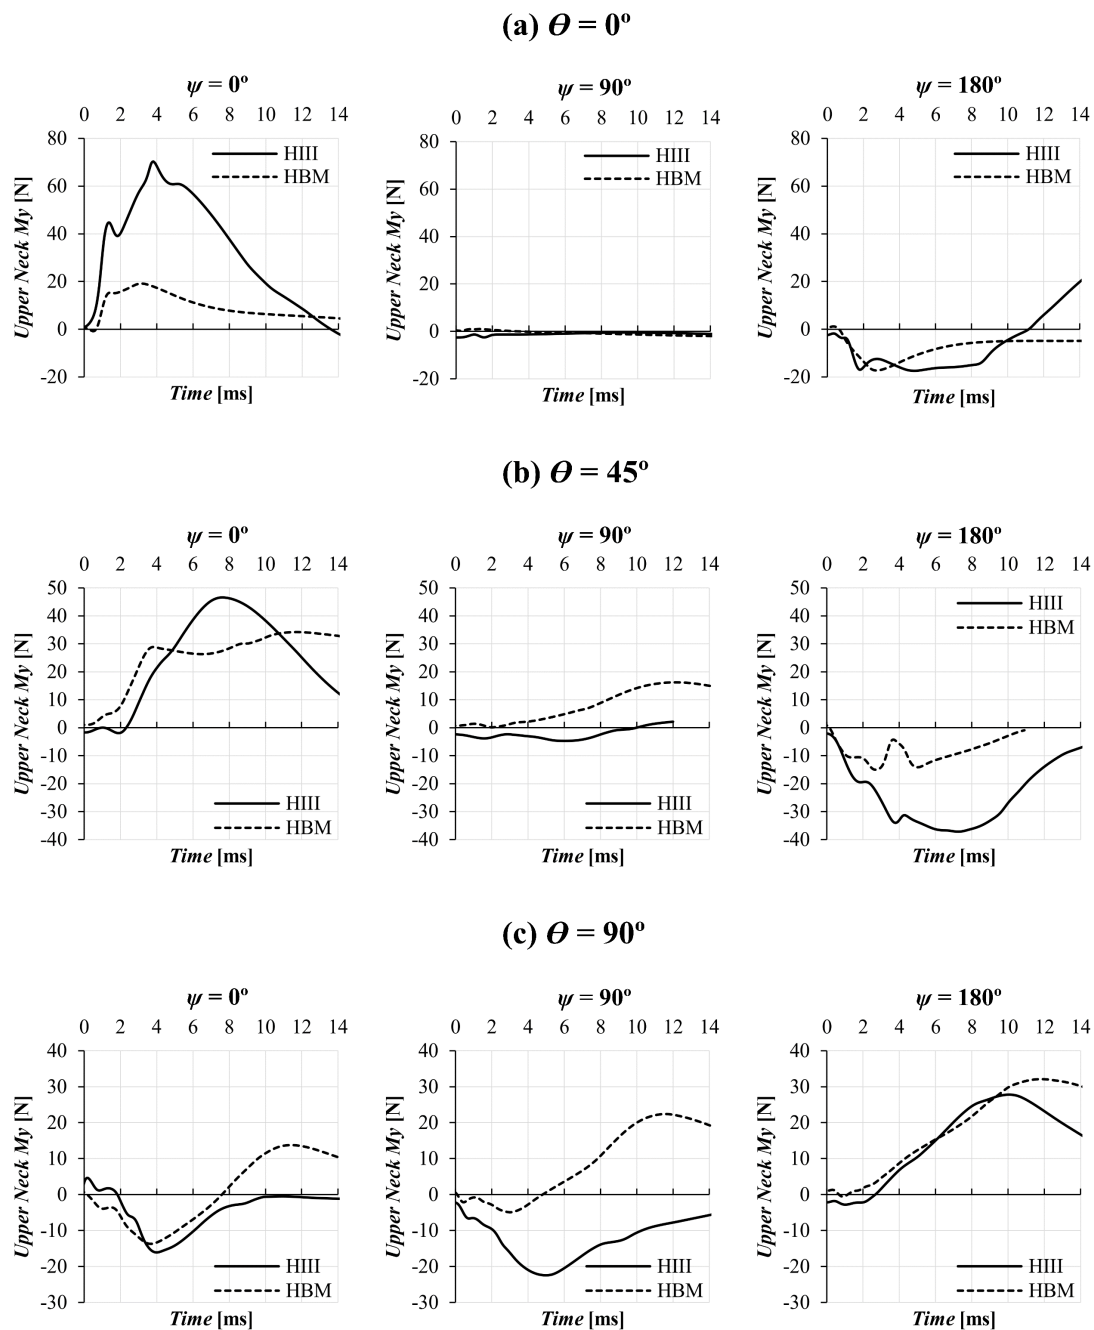 (a) Θ = 0º
ψ = 0º
ψ = 90º
ψ = 180º
0 2 4 6 8 10 12 14
0 2 4 6 8 10 12 14
0 2 4 6 8 10 12 14
Upper Neck My [N]
80
60
40
20
0
-20
HIII
HBM
Time [ms]
Upper Neck My [N]
80
60
40
20
0
-20
HIII
HBM
Time [ms]
Upper Neck My [N]
80
60
40
20
0
-20
HIII
HBM
Time [ms]
(b) Θ = 45º
ψ = 0º
ψ = 90º
ψ = 180º
0 2 4 6 8 10 12 14
0 2 4 6 8 10 12 14
0 2 4 6 8 10 12 14
Upper Neck My [N]
50
40
30
20
10
0
-10
-20
-30
-40
HIII
HBM
Time [ms]
Upper Neck My [N]
50
40
30
20
10
0
-10
-20
-30
-40
HIII
HBM
Time [ms]
Upper Neck My [N]
50
40
30
20
10
0
-10
-20
-30
-40
HIII
HBM
Time [ms]
(c) Θ = 90º
ψ = 0º
ψ = 90º
ψ = 180º
0 2 4 6 8 10 12 14
0 2 4 6 8 10 12 14
0 2 4 6 8 10 12 14
Upper Neck My [N]
40
30
20
10
0
-10
-20
-30
HIII
HBM
Time [ms]
Upper Neck My [N]
40
30
20
10
0
-10
-20
-30
HIII
HBM
Time [ms]
Upper Neck My [N]
40
30
20
10
0
-10
-20
-30
HIII
HBM
Time [ms]